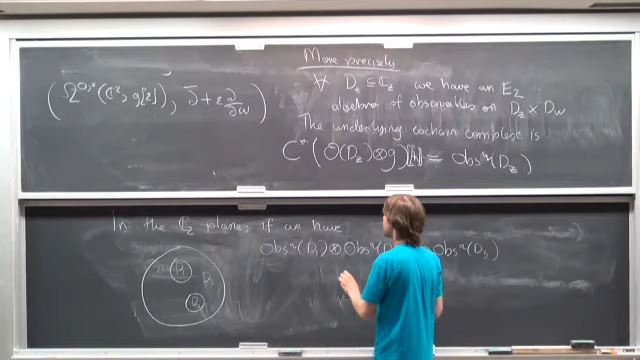 (Ω^{0,*}(ℂ², g[ε]), ∂̄ + ε ∂/∂w)
More precisely
∀ D_z ⊆ ℂ_z we have an E_2
algebra of observables on D_z × D_w
The underlying cochain complex is
C^*(O(D_z)⊗g)[[ħ]] = Obs^q(D_z)
In the ℂ_z plane, if we have
Obs^q(D_1) ⊗ Obs^q(D Obs^q(D_3)
D_1
D_3
D_2